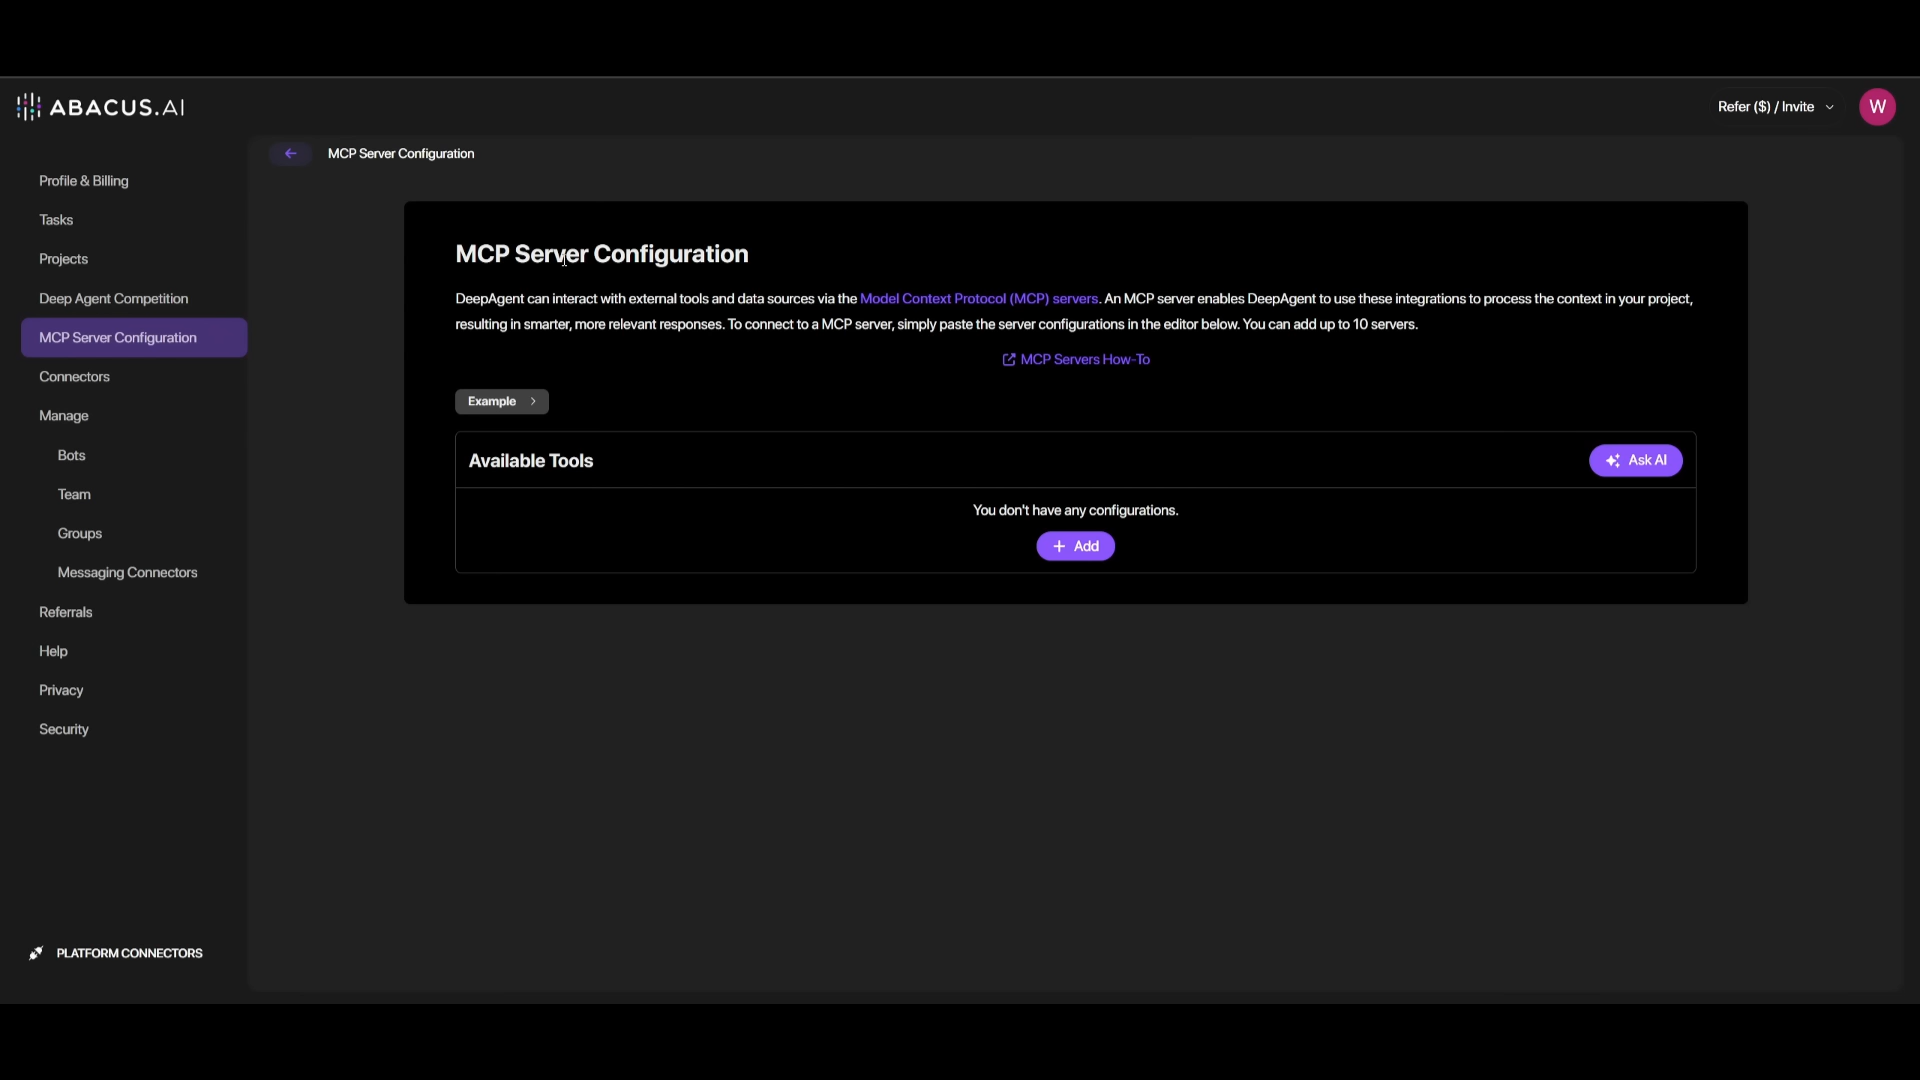 ABACUS.AI
Refer ($) / Invite
W
MCP Server Configuration
Profile & Billing
Tasks
Projects
Deep Agent Competition
MCP Server Configuration
Connectors
Manage
Bots
Team
Groups
Messaging Connectors
Referrals
Help
Privacy
Security
PLATFORM CONNECTORS
MCP Server Configuration
DeepAgent can interact with external tools and data sources via the Model Context Protocol (MCP) servers. An MCP server enables DeepAgent to use these integrations to process the context in your project,
resulting in smarter, more relevant responses. To connect to a MCP server, simply paste the server configurations in the editor below. You can add up to 10 servers.
MCP Servers How-To
Example
Available Tools
Ask AI
You don't have any configurations.
+ Add